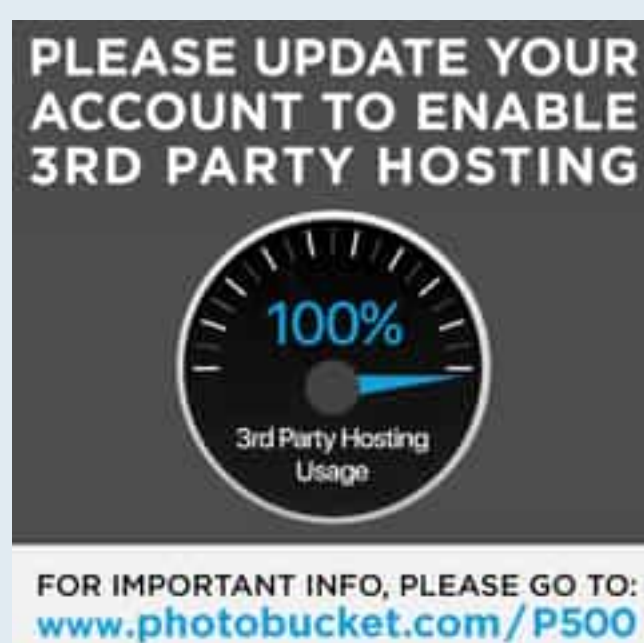 PLEASE UPDATE YOUR
ACCOUNT TO ENABLE
3RD PARTY HOSTING
100%
3rd Party Hosting
Usage
FOR IMPORTANT INFO, PLEASE GO TO:
www.photobucket.com/P500